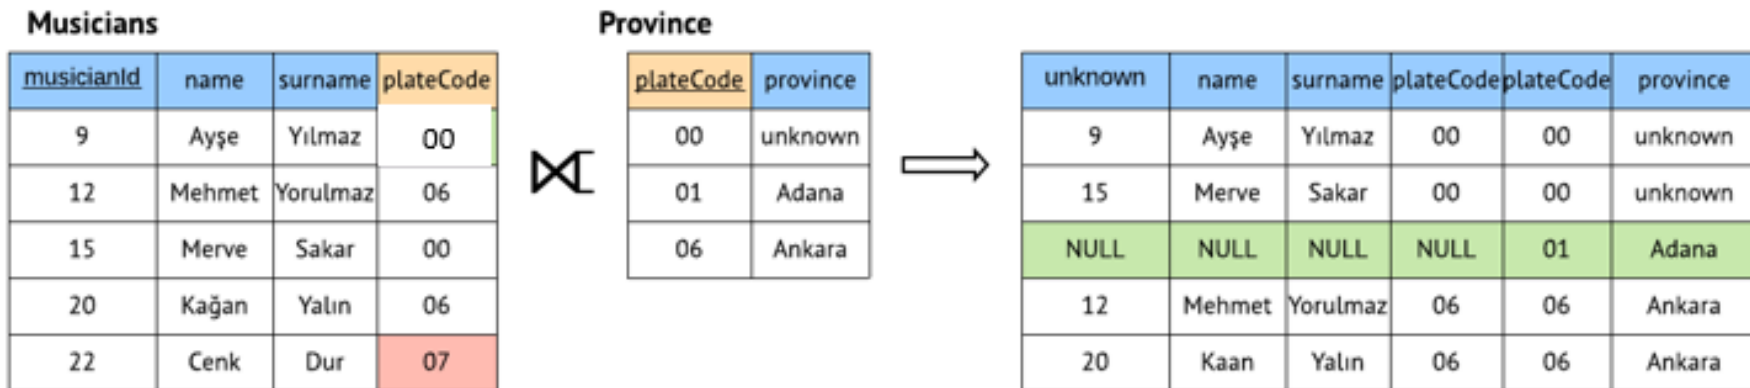 Musicians Province
musicianId name surname plateCode plateCode province unknown name surname plateCode plateCode province
9 Ayşe Yılmaz 00 00 unknown 9 Ayşe Yılmaz 00 00 unknown
12 Mehmet Yorulmaz 06 01 Adana 15 Merve Sakar 00 00 unknown
15 Merve Sakar 00 06 Ankara NULL NULL NULL NULL 01 Adana
20 Kağan Yalın 06 12 Mehmet Yorulmaz 06 06 Ankara
22 Cenk Dur 07 20 Kaan Yalın 06 06 Ankara